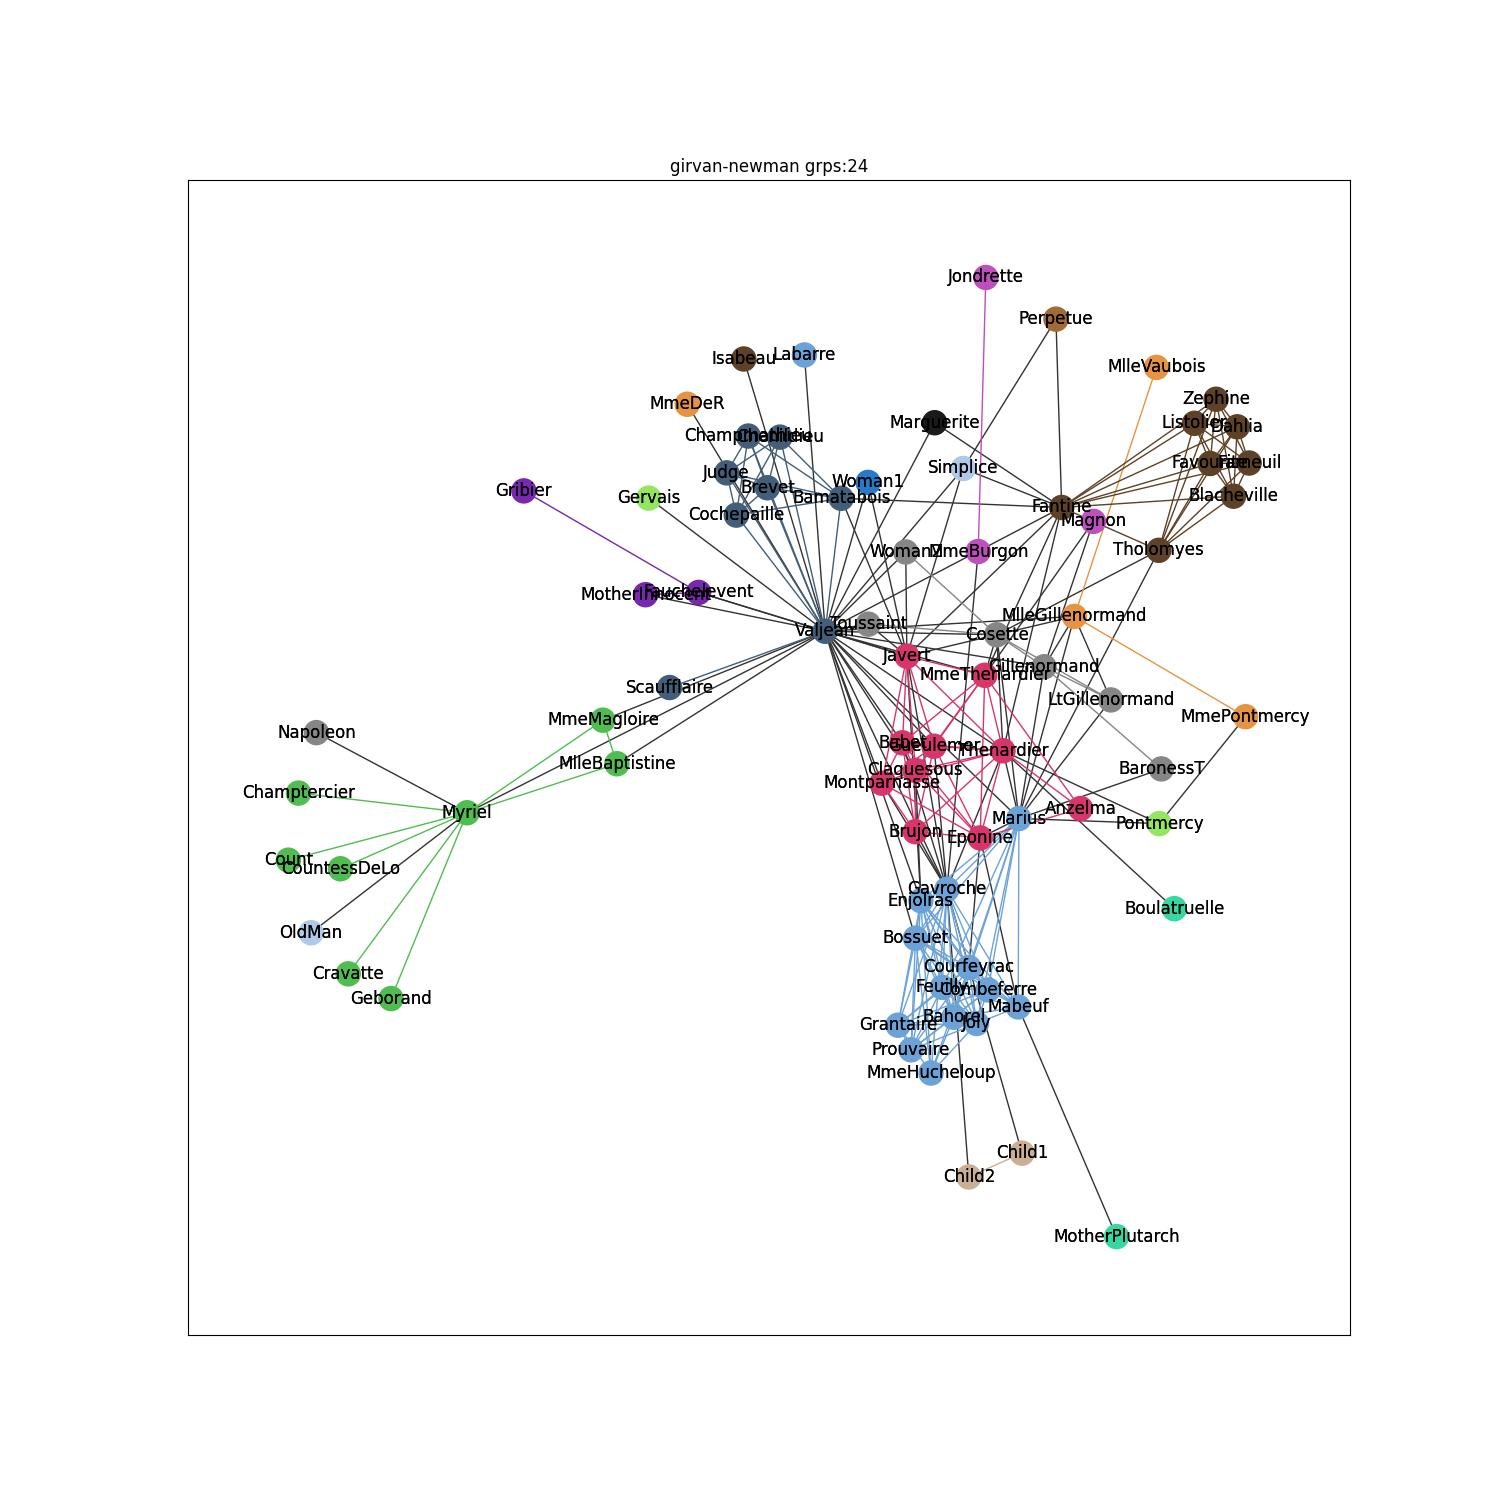 girvan-newman grps:24
Jondrette
Perpetue
Isabeau
Labarre
MlleVaubois
Zephine
MmeDeR
Marguerite
Listolier
Dahlia
Champmathieu
Chenildieu
Favourite
Fameuil
Simplice
Judge
Woman1
Brevet
Gribier
Gervais
Bamatabois
Blacheville
Fantine
Cochepaille
Magnon
Woman2
MmeBurgon
Tholomyes
MotherInnocent
Fauchelevent
MlleGillenormand
Toussaint
Valjean
Cosette
Javert
Gillenormand
MmeThenardier
Scaufflaire
LtGillenormand
MmeMagloire
MmePontmercy
Napoleon
Babet
Gueulemer
Thenardier
MlleBaptistine
Claquesous
BaronessT
Montparnasse
Champtercier
Myriel
Anzelma
Marius
Pontmercy
Brujon
Eponine
Count
CountessDeLo
Gavroche
Enjolras
Boulatruelle
OldMan
Bossuet
Courfeyrac
Cravatte
Feuilly
Combeferre
Geborand
Mabeuf
Bahorel
Grantaire
Joly
Prouvaire
MmeHucheloup
Child1
Child2
MotherPlutarch